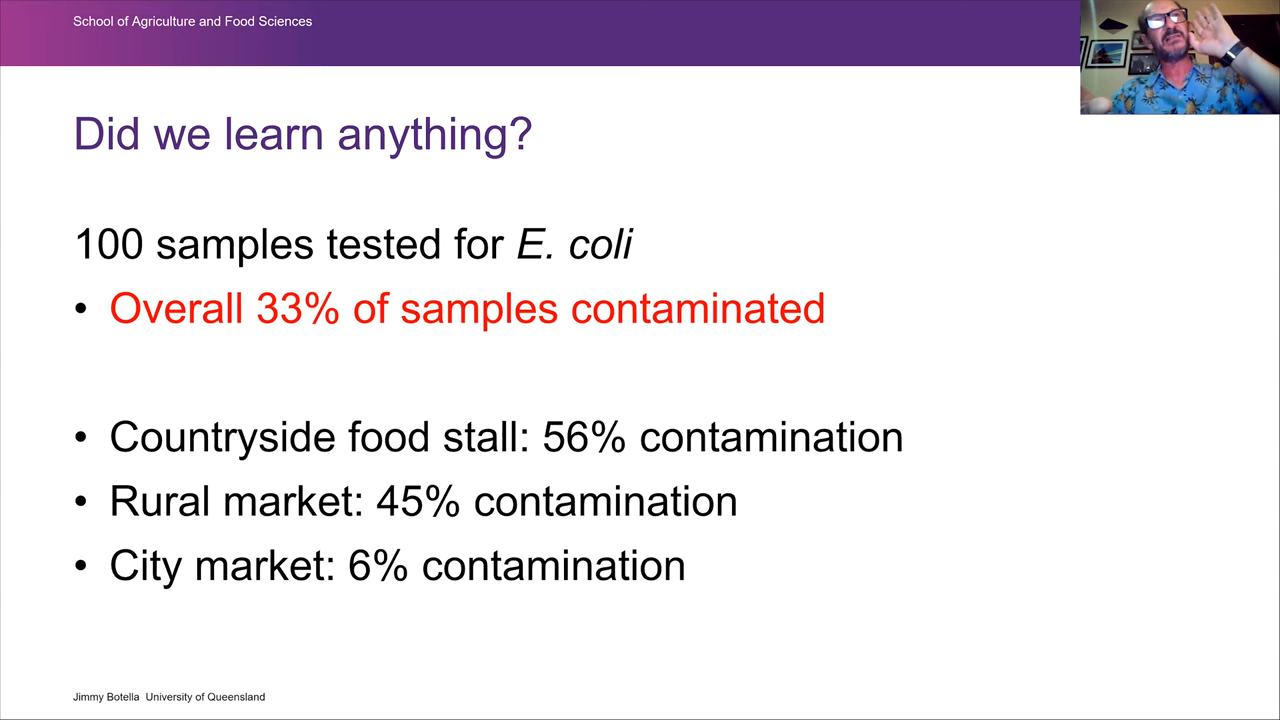 School of Agriculture and Food Sciences
Did we learn anything?
100 samples tested for E. coli
• Overall 33% of samples contaminated
• Countryside food stall: 56% contamination
• Rural market: 45% contamination
• City market: 6% contamination
Jimmy Botella University of Queensland